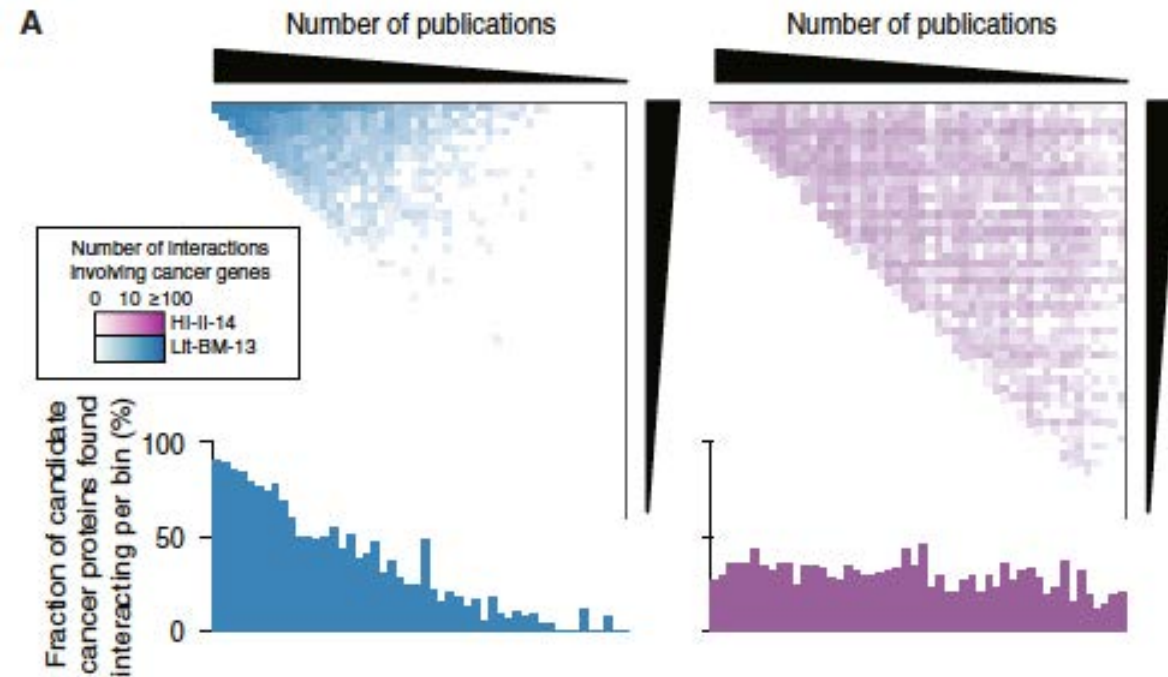 A
Number of publications
Number of publications
Number of interactions
involving cancer genes
0 10 ≥100
HI-II-14
Lit-BM-13
Fraction of candidate
cancer proteins found
interacting per bin (%)
100
50
0